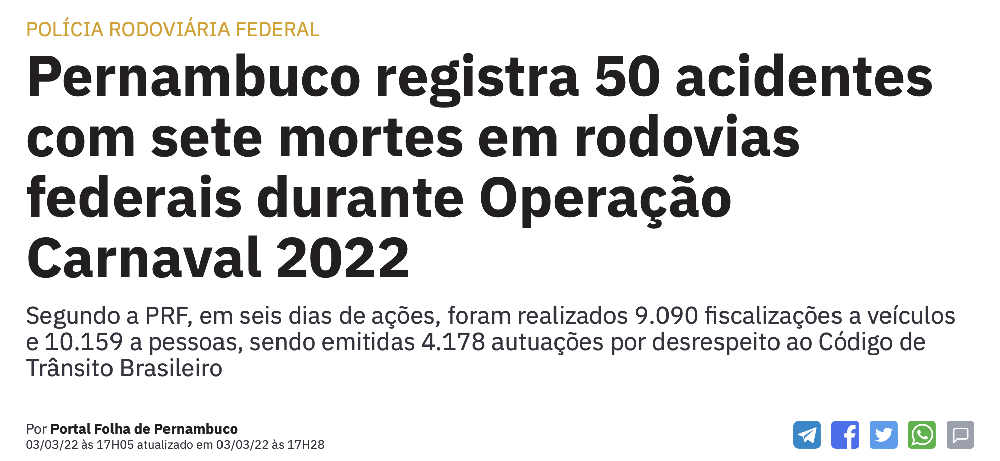 POLÍCIA RODOVIÁRIA FEDERAL
Pernambuco registra 50 acidentes
com sete mortes em rodovias
federais durante Operação
Carnaval 2022
Segundo a PRF, em seis dias de ações, foram realizados 9.090 fiscalizações a veículos
e 10.159 a pessoas, sendo emitidas 4.178 autuações por desrespeito ao Código de
Trânsito Brasileiro
Por Portal Folha de Pernambuco
03/03/22 às 17H05 atualizado em 03/03/22 às 17H28